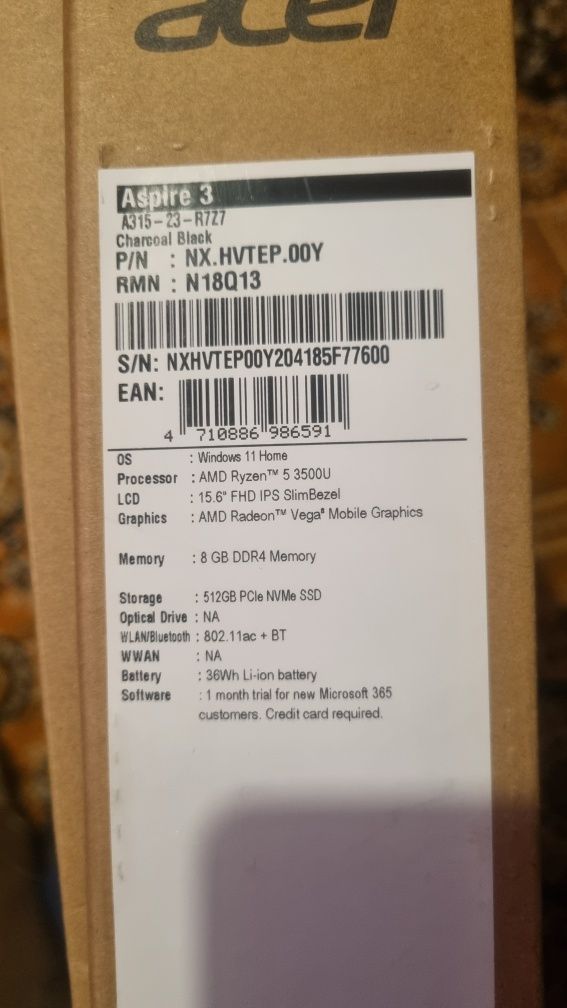 acer
Aspire 3
A315-23-R7Z7
Charcoal Black
P/N : NX.HVTEP.00Y
RMN : N18Q13
S/N: NXHVTEP00Y204185F77600
EAN:
4 710886 986591
OS : Windows 11 Home
Processor : AMD Ryzen™ 5 3500U
LCD : 15.6" FHD IPS SlimBezel
Graphics : AMD Radeon™ Vega⁸ Mobile Graphics
Memory : 8 GB DDR4 Memory
Storage : 512GB PCIe NVMe SSD
Optical Drive : NA
WLAN/Bluetooth : 802.11ac + BT
WWAN : NA
Battery : 36Wh Li-ion battery
Software : 1 month trial for new Microsoft 365
customers. Credit card required.